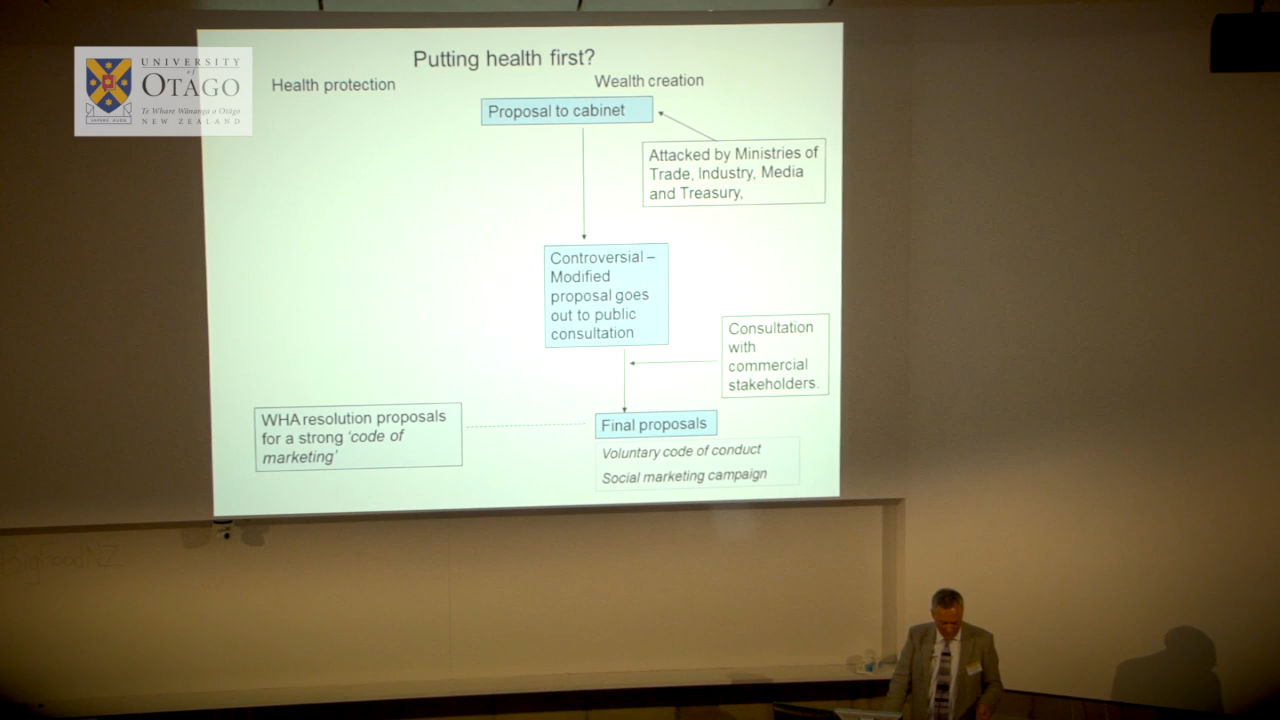 UNIVERSITY
of
OTAGO
Te Whare Wānanga o Otāgo
NEW ZEALAND
SAPERE AUDE
Putting health first?
Health protection
Wealth creation
Proposal to cabinet
Attacked by Ministries of
Trade, Industry, Media
and Treasury,
Controversial –
Modified
proposal goes
out to public
consultation
Consultation
with
commercial
stakeholders.
WHA resolution proposals
for a strong ‘code of
marketing’
Final proposals
Voluntary code of conduct
Social marketing campaign
BigFoodNZ